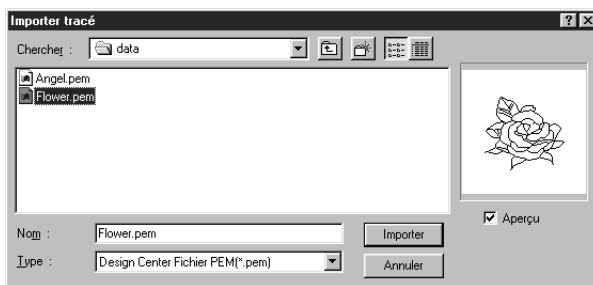 Importer tracé
Chercher : data
Angel.pem
Flower.pem
Aperçu
Nom : Flower.pem Importer
Type : Design Center Fichier PEM(*.pem) Annuler